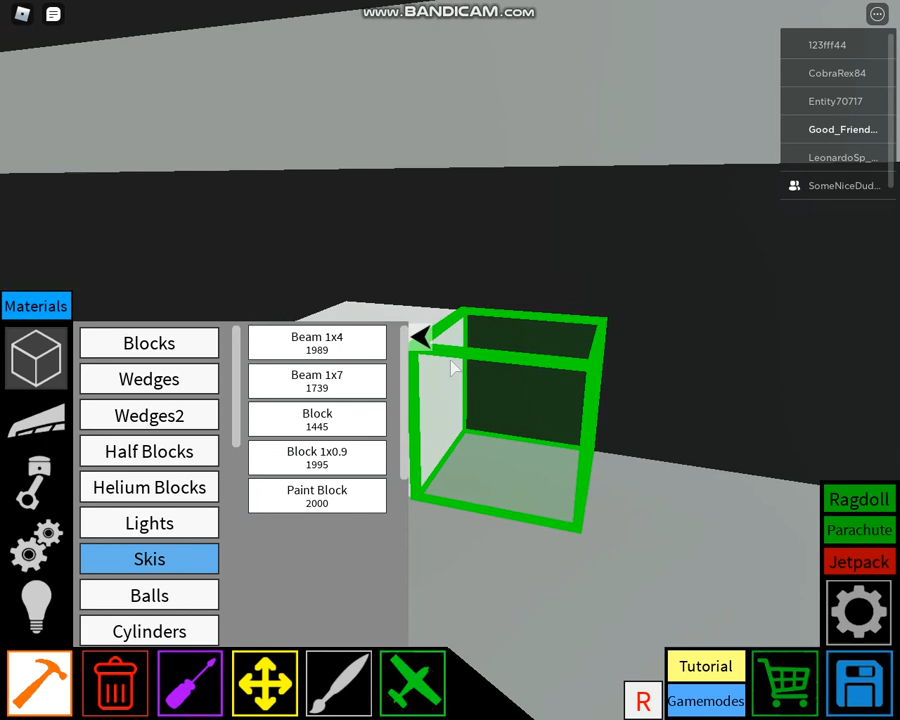 www.BANDICAM.com
123fff44
CobraRex84
Entity70717
Good_Friend...
LeonardoSp_...
SomeNiceDud...
Materials
Blocks
Wedges
Wedges2
Half Blocks
Helium Blocks
Lights
Skis
Balls
Cylinders
Beam 1x4
1989
Beam 1x7
1739
Block
1445
Block 1x0.9
1995
Paint Block
2000
Ragdoll
Parachute
Jetpack
R
Tutorial
Gamemodes